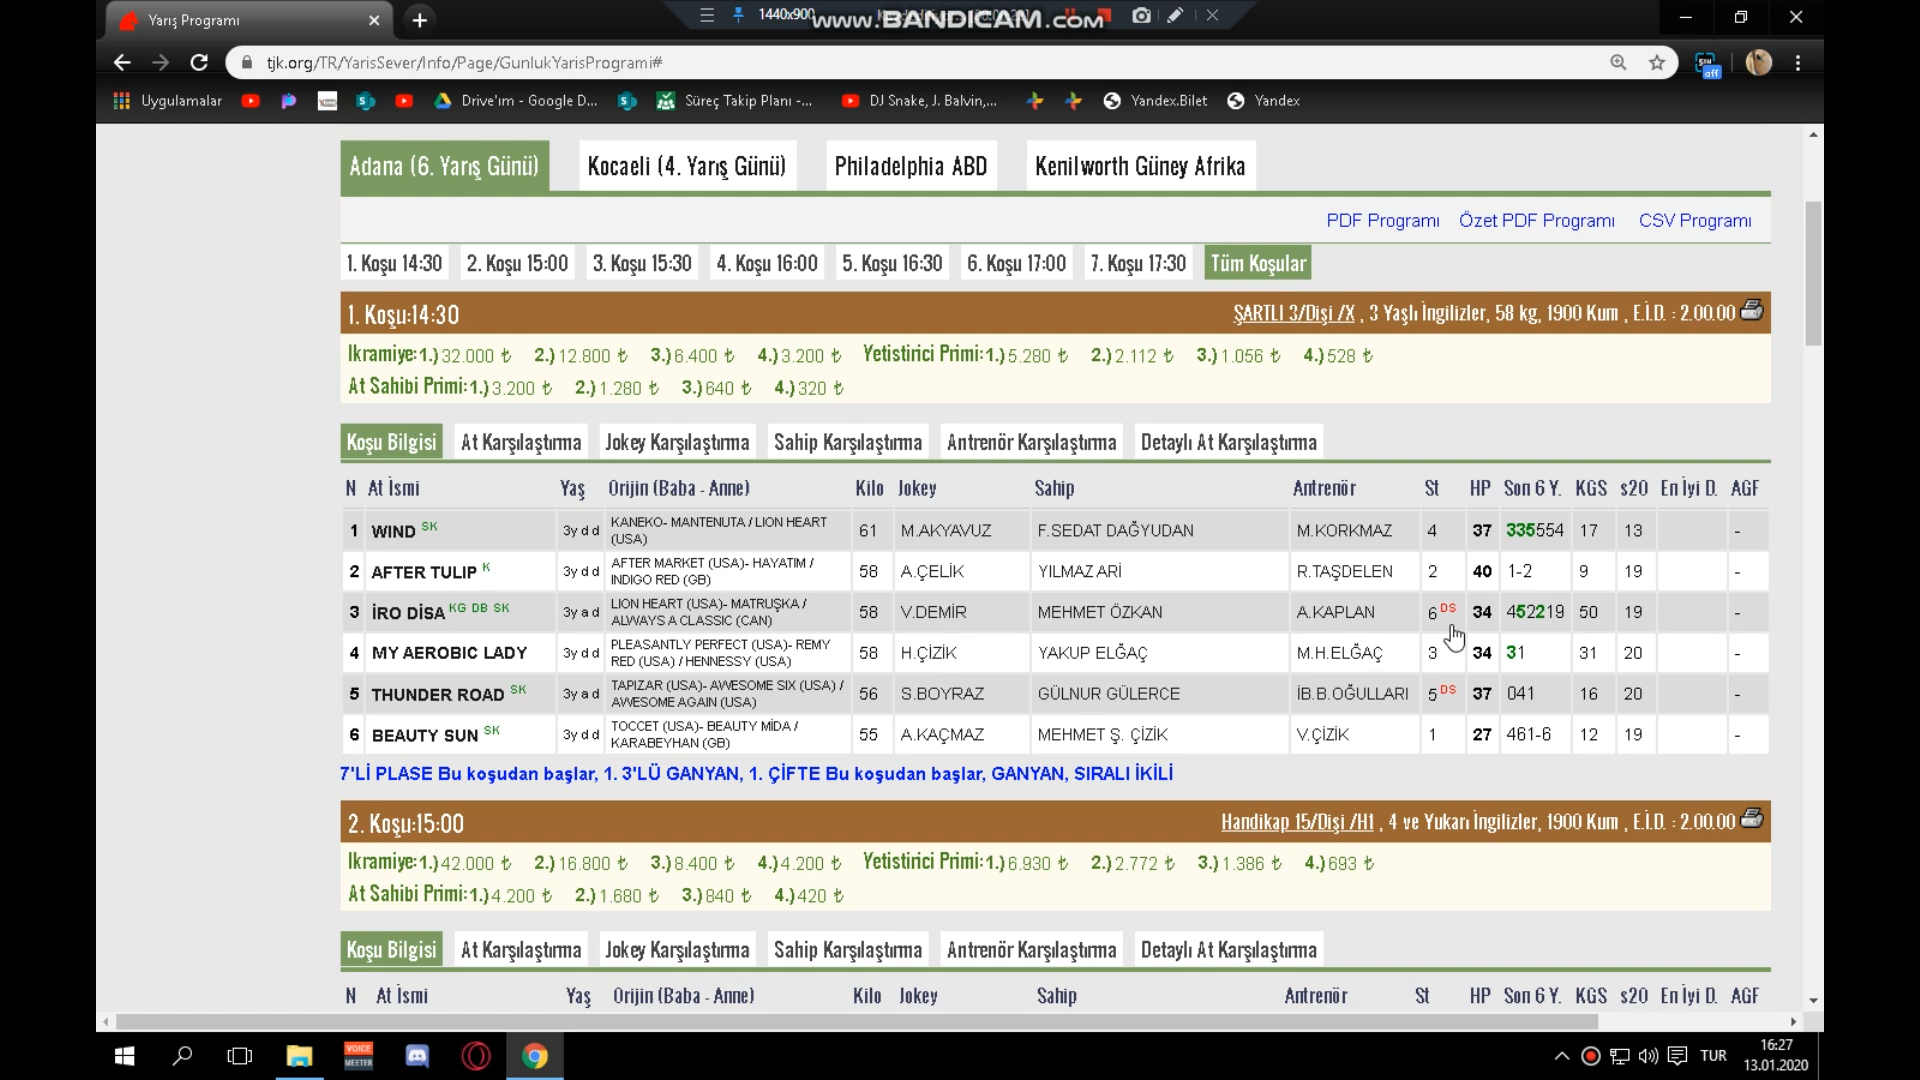 Yarış Programı
1440x900
www.BANDICAM.com
tjk.org/TR/YarisSever/Info/Page/GunlukYarisProgrami#
off
Uygulamalar
Drive'ım - Google D...
Süreç Takip Planı -...
DJ Snake, J. Balvin,...
Yandex.Bilet
Yandex
Adana (6. Yarış Günü) Kocaeli (4. Yarış Günü) Philadelphia ABD Kenilworth Güney Afrika
PDF Programı Özet PDF Programı CSV Programı
1. Koşu 14:30 2. Koşu 15:00 3. Koşu 15:30 4. Koşu 16:00 5. Koşu 16:30 6. Koşu 17:00 7. Koşu 17:30 Tüm Koşular
1. Koşu:14:30 ŞARTLI 3/Dişi /X , 3 Yaşlı İngilizler, 58 kg, 1900 Kum , E.İ.D. : 2.00.00
Ikramiye:1.)32.000 ₺ 2.)12.800 ₺ 3.)6.400 ₺ 4.)3.200 ₺ Yetistirici Primi:1.)5.280 ₺ 2.)2.112 ₺ 3.)1.056 ₺ 4.)528 ₺
At Sahibi Primi:1.)3.200 ₺ 2.)1.280 ₺ 3.)640 ₺ 4.)320 ₺
Koşu Bilgisi At Karşılaştırma Jokey Karşılaştırma Sahip Karşılaştırma Antrenör Karşılaştırma Detaylı At Karşılaştırma
N At İsmi Yaş Orijin (Baba - Anne) Kilo Jokey Sahip Antrenör St HP Son 6 Y. KGS s20 En İyi D. AGF
1 WIND SK 3y d d KANEKO- MANTENUTA / LION HEART (USA) 61 M.AKYAVUZ F.SEDAT DAĞYUDAN M.KORKMAZ 4 37 335554 17 13 -
2 AFTER TULIP K 3y d d AFTER MARKET (USA)- HAYATIM / INDIGO RED (GB) 58 A.ÇELİK YILMAZ ARİ R.TAŞDELEN 2 40 1-2 9 19 -
3 İRO DİSA KG DB SK 3y a d LION HEART (USA)- MATRUŞKA / ALWAYS A CLASSIC (CAN) 58 V.DEMİR MEHMET ÖZKAN A.KAPLAN 6 DS 34 452219 50 19 -
4 MY AEROBIC LADY 3y d d PLEASANTLY PERFECT (USA)- REMY RED (USA) / HENNESSY (USA) 58 H.ÇİZİK YAKUP ELĞAÇ M.H.ELĞAÇ 3 34 31 31 20 -
5 THUNDER ROAD SK 3y a d TAPIZAR (USA)- AWESOME SIX (USA) / AWESOME AGAIN (USA) 56 S.BOYRAZ GÜLNUR GÜLERCE İB.B.OĞULLARI 5 DS 37 041 16 20 -
6 BEAUTY SUN SK 3y d d TOCCET (USA)- BEAUTY MİDA / KARABEYHAN (GB) 55 A.KAÇMAZ MEHMET Ş. ÇİZİK V.ÇİZİK 1 27 461-6 12 19 -
7'Lİ PLASE Bu koşudan başlar, 1. 3'LÜ GANYAN, 1. ÇİFTE Bu koşudan başlar, GANYAN, SIRALI İKİLİ
2. Koşu:15:00 Handikap 15/Dişi /H1 , 4 ve Yukarı İngilizler, 1900 Kum , E.İ.D. : 2.00.00
Ikramiye:1.)42.000 ₺ 2.)16.800 ₺ 3.)8.400 ₺ 4.)4.200 ₺ Yetistirici Primi:1.)6.930 ₺ 2.)2.772 ₺ 3.)1.386 ₺ 4.)693 ₺
At Sahibi Primi:1.)4.200 ₺ 2.)1.680 ₺ 3.)840 ₺ 4.)420 ₺
Koşu Bilgisi At Karşılaştırma Jokey Karşılaştırma Sahip Karşılaştırma Antrenör Karşılaştırma Detaylı At Karşılaştırma
N At İsmi Yaş Orijin (Baba - Anne) Kilo Jokey Sahip Antrenör St HP Son 6 Y. KGS s20 En İyi D. AGF
VOICE
MEETER
TUR
16:27
13.01.2020